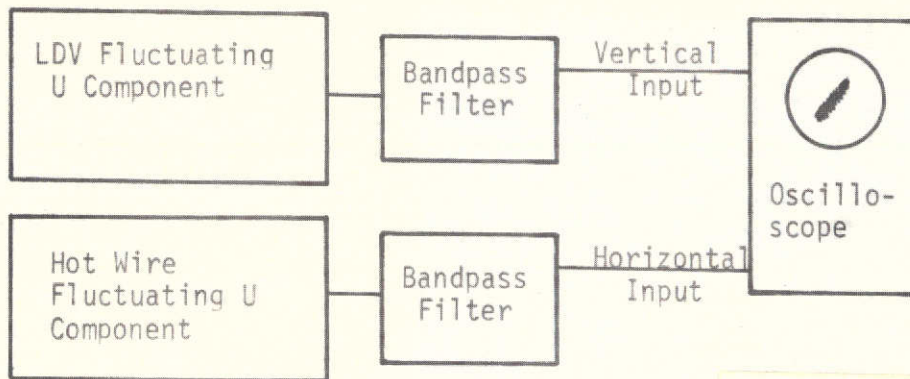 LDV Fluctuating
U Component
Bandpass
Filter
Vertical
Input
Oscillo-
scope
Hot Wire
Fluctuating U
Component
Bandpass
Filter
Horizontal
Input